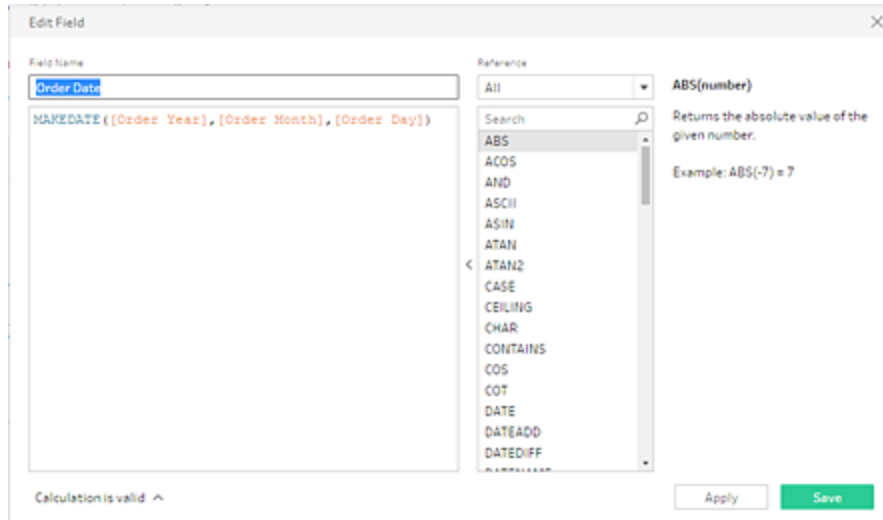 Edit Field
Field Name
Order Date
MAKEDATE([Order Year],[Order Month],[Order Day])
Reference
All
Search
ABS
ACOS
AND
ASCII
ASIN
ATAN
ATAN2
CASE
CEILING
CHAR
CONTAINS
COS
COT
DATE
DATEADD
DATEDIFF
ABS(number)
Returns the absolute value of the
given number.
Example: ABS(-7) = 7
Calculation is valid
Apply
Save